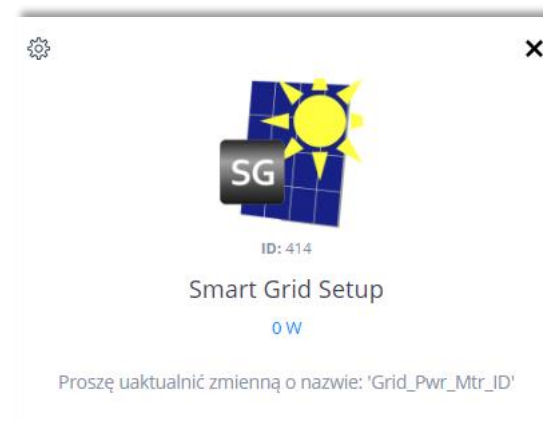 SG
ID: 414
Smart Grid Setup
0 W
Proszę uaktualnić zmienną o nazwie: 'Grid_Pwr_Mtr_ID'